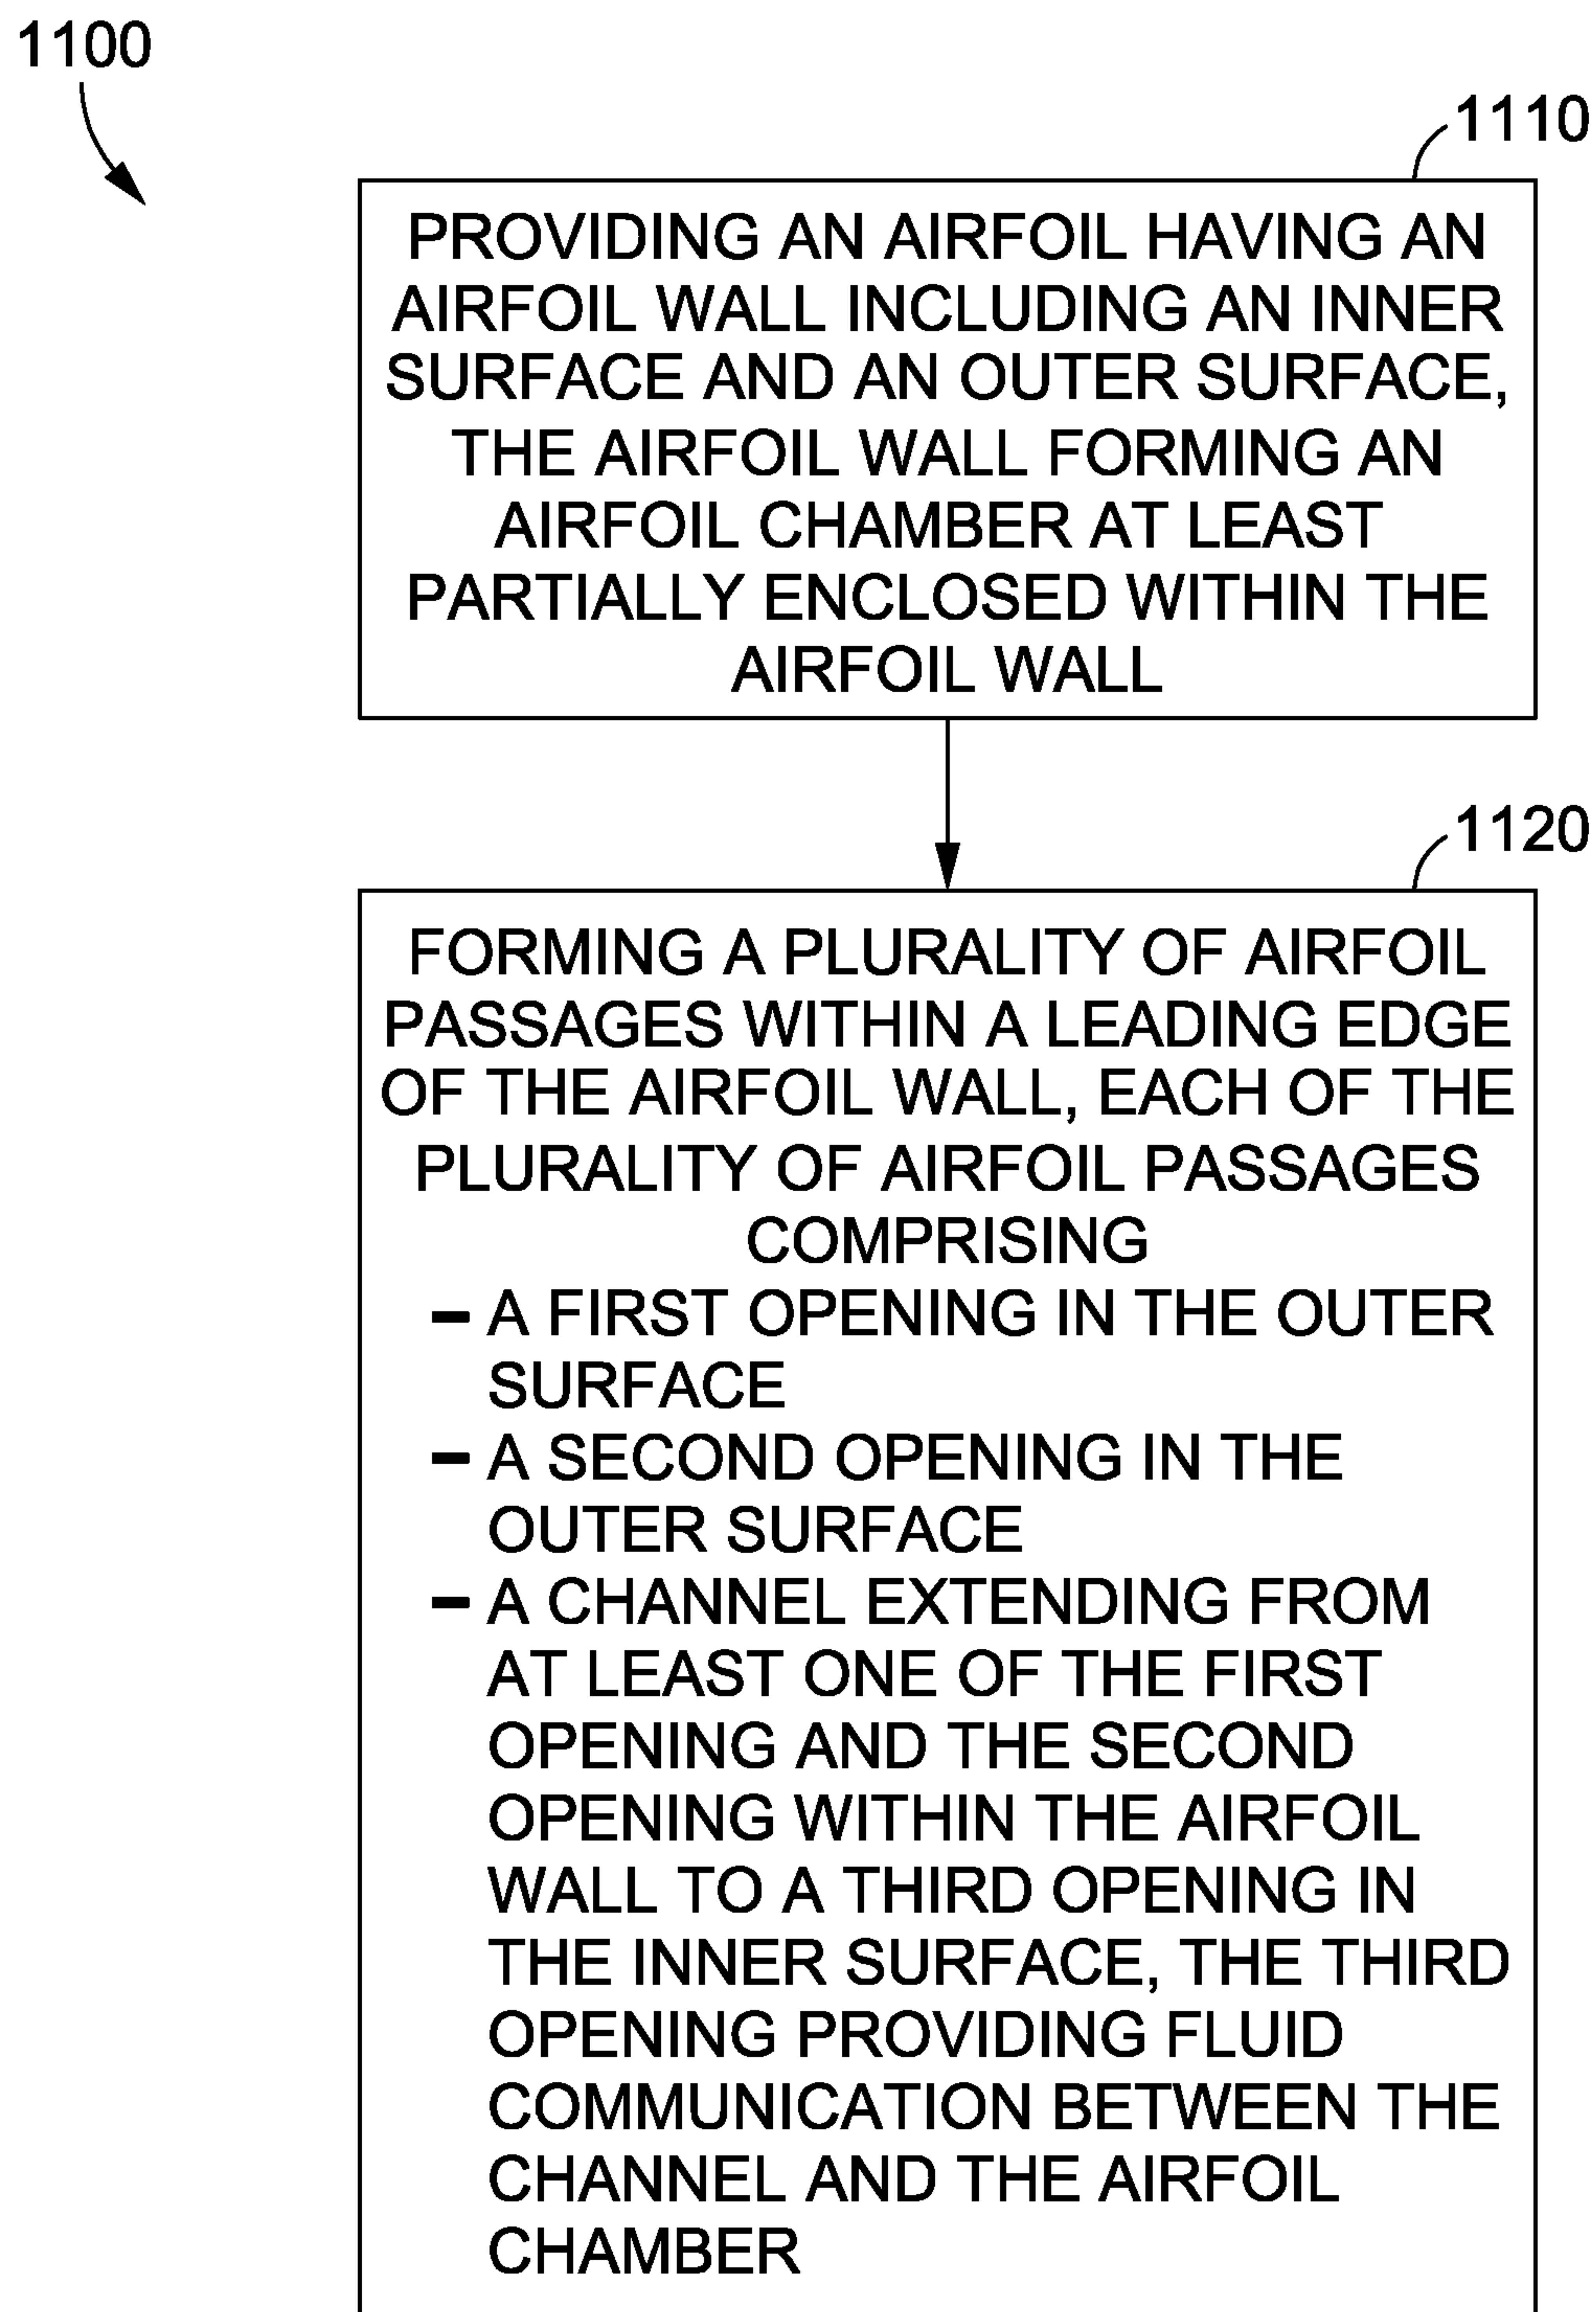 1100
1110
PROVIDING AN AIRFOIL HAVING AN
AIRFOIL WALL INCLUDING AN INNER
SURFACE AND AN OUTER SURFACE,
THE AIRFOIL WALL FORMING AN
AIRFOIL CHAMBER AT LEAST
PARTIALLY ENCLOSED WITHIN THE
AIRFOIL WALL
1120
FORMING A PLURALITY OF AIRFOIL
PASSAGES WITHIN A LEADING EDGE
OF THE AIRFOIL WALL, EACH OF THE
PLURALITY OF AIRFOIL PASSAGES
COMPRISING
– A FIRST OPENING IN THE OUTER
SURFACE
– A SECOND OPENING IN THE
OUTER SURFACE
– A CHANNEL EXTENDING FROM
AT LEAST ONE OF THE FIRST
OPENING AND THE SECOND
OPENING WITHIN THE AIRFOIL
WALL TO A THIRD OPENING IN
THE INNER SURFACE, THE THIRD
OPENING PROVIDING FLUID
COMMUNICATION BETWEEN THE
CHANNEL AND THE AIRFOIL
CHAMBER